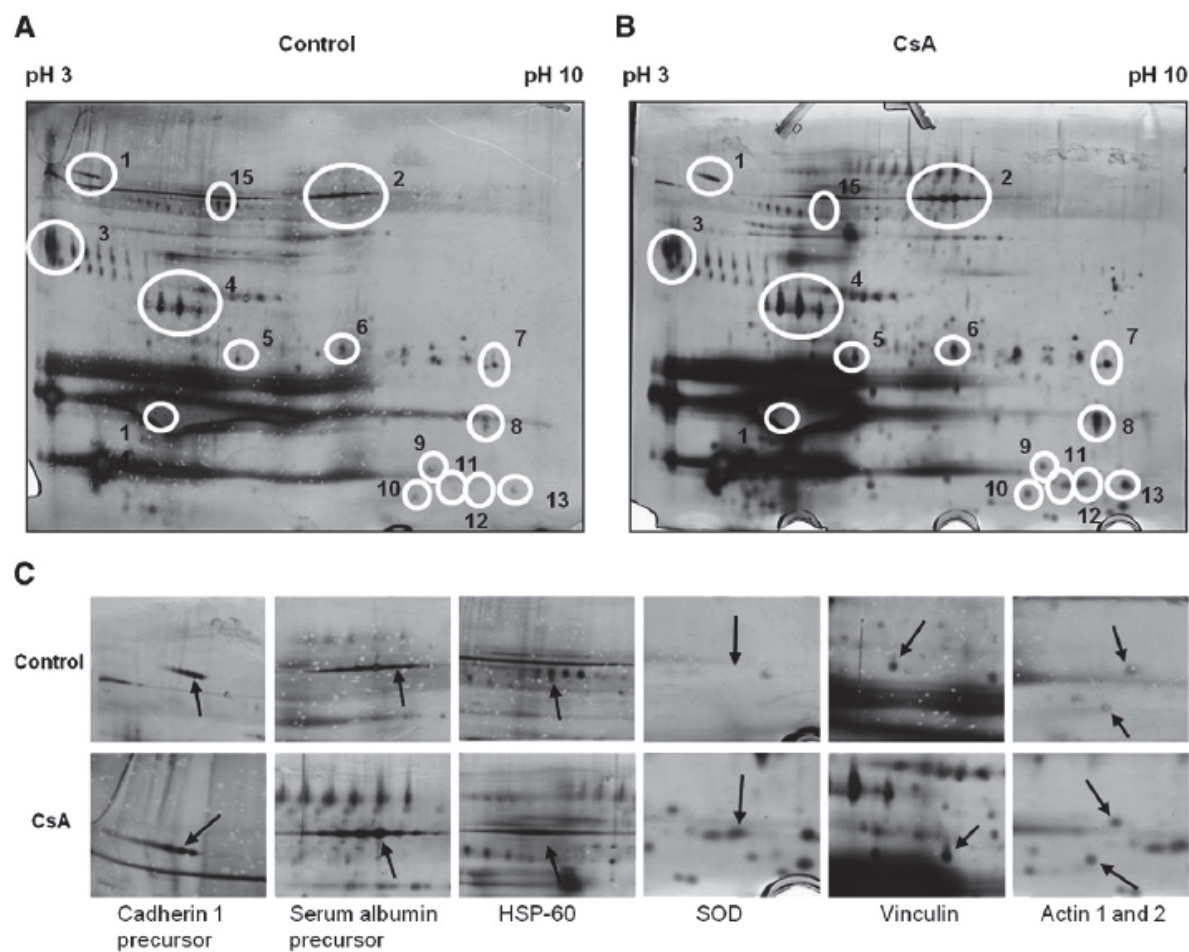 A
Control
pH 3
pH 10
1
15
2
3
4
5
6
7
1
8
9
11
10
13
12
B
CsA
pH 3
pH 10
1
15
2
3
4
5
6
7
1
8
9
11
10
13
12
C
Control
CsA
Cadherin 1
precursor
Serum albumin
precursor
HSP-60
SOD
Vinculin
Actin 1 and 2